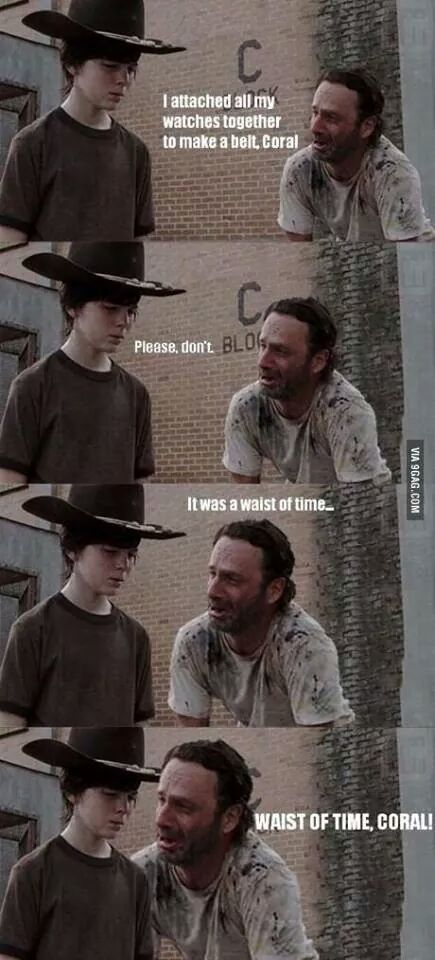 C
I attached all my
watches together
to make a belt, Coral
C
Please, don't.
BLO
It was a waist of time...
VIA 9GAG.COM
WAIST OF TIME, CORAL!